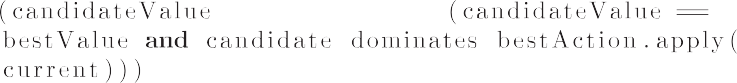 (candidateValue (candidateValue ==
bestValue and candidate dominates bestAction.apply(
current)))